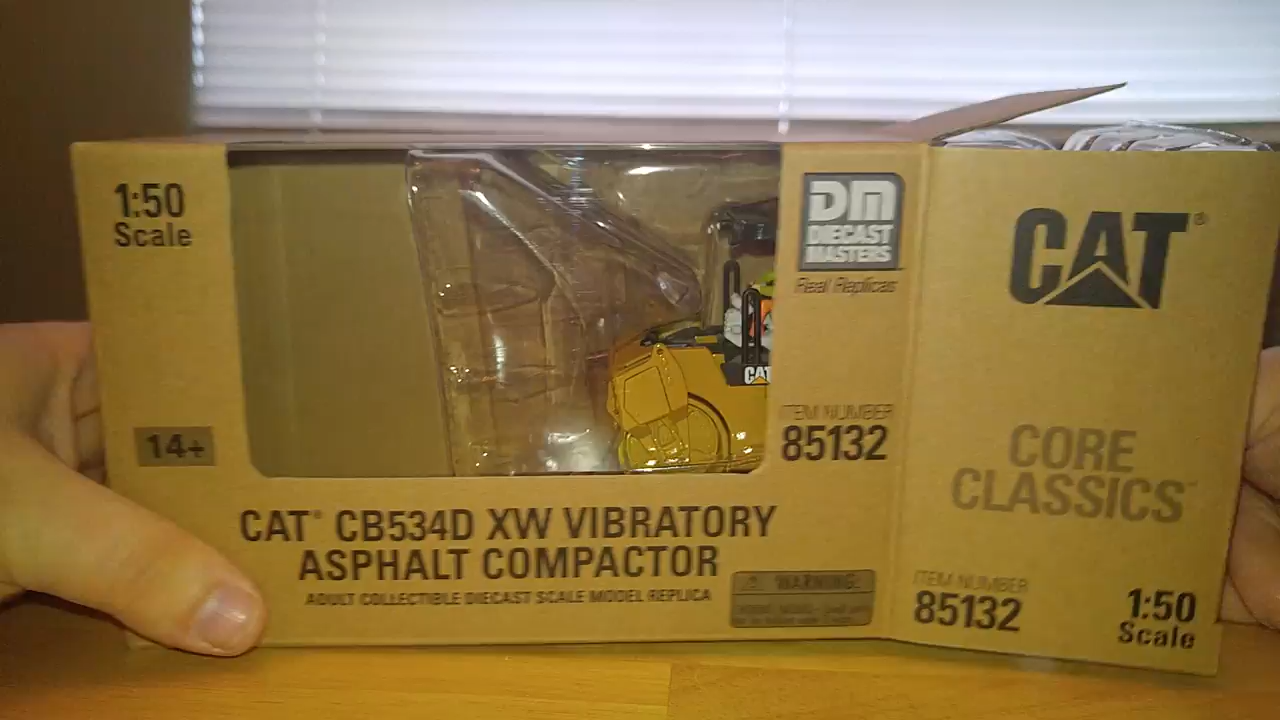 1:50
Scale
14+
CAT
DM
DIECAST
MASTERS
Real Replicas
ITEM NUMBER
85132
CAT® CB534D XW VIBRATORY
ASPHALT COMPACTOR
ADULT COLLECTIBLE DIECAST SCALE MODEL REPLICA
⚠ WARNING:
CAT®
CORE
CLASSICS™
ITEM NUMBER
85132
1:50
Scale